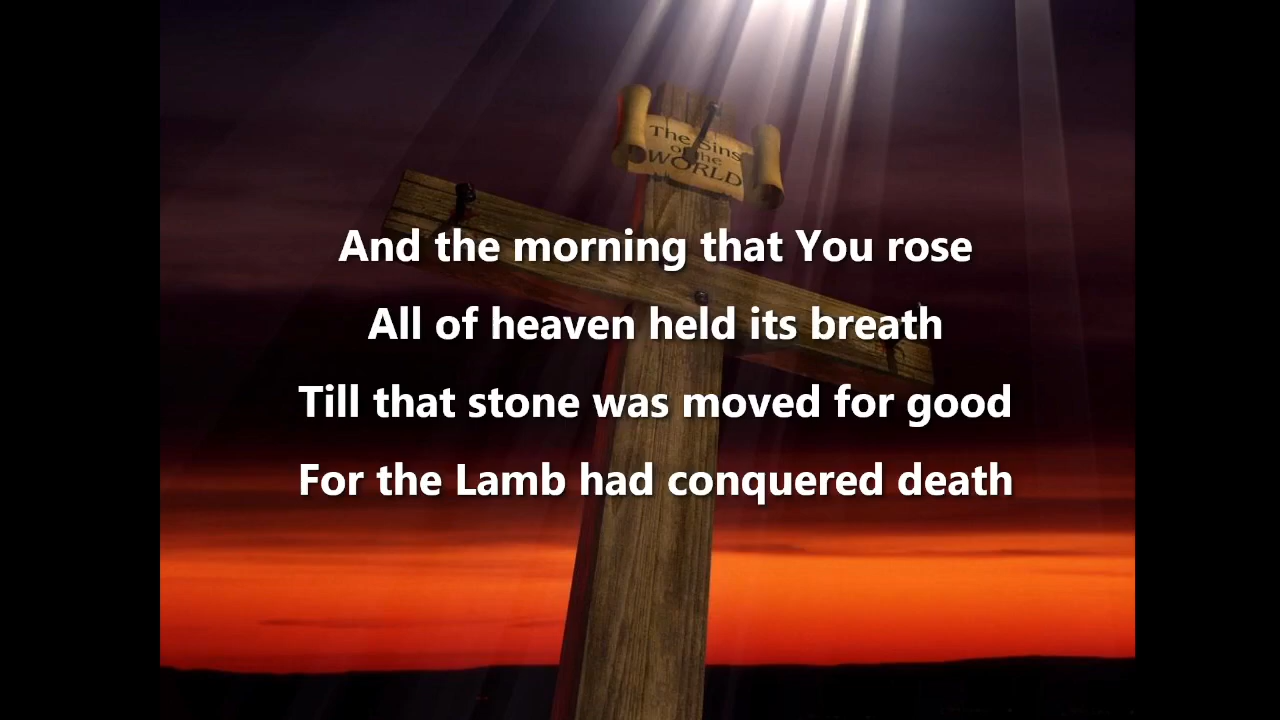 The Sins
of the
WORLD
And the morning that You rose
All of heaven held its breath
Till that stone was moved for good
For the Lamb had conquered death